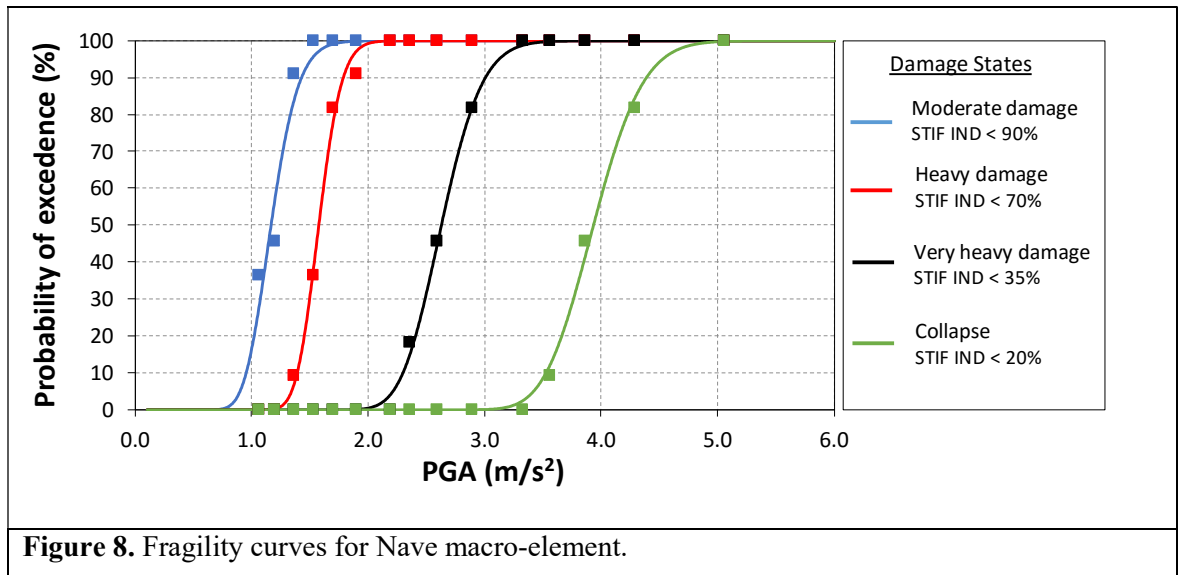 Probability of excedence (%)
100
90
80
70
60
50
40
30
20
10
0
0.0 1.0 2.0 3.0 4.0 5.0 6.0
PGA (m/s²)
Damage States
Moderate damage
STIF IND < 90%
Heavy damage
STIF IND < 70%
Very heavy damage
STIF IND < 35%
Collapse
STIF IND < 20%
Figure 8. Fragility curves for Nave macro-element.